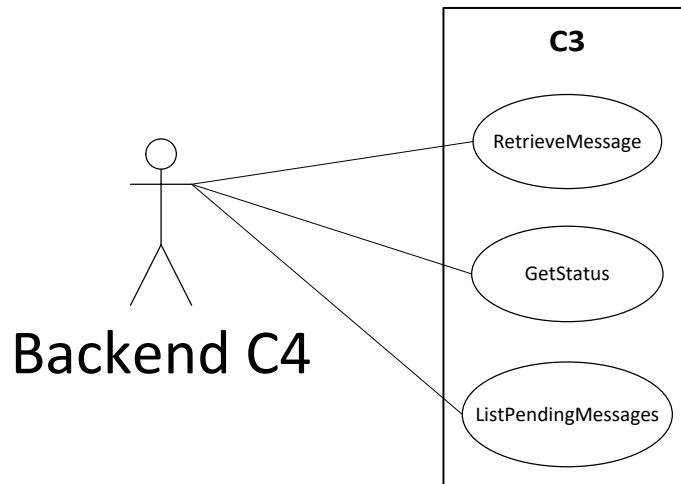 C3
RetrieveMessage
GetStatus
Backend C4
ListPendingMessages